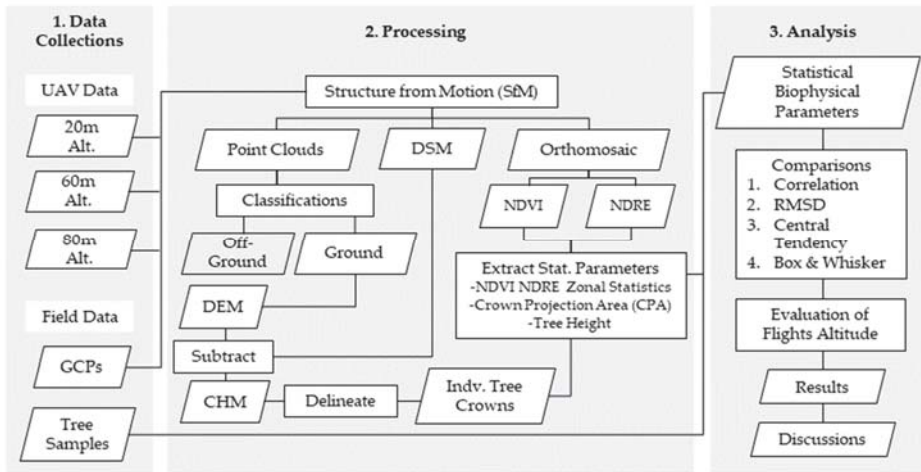 1. Data
Collections
UAV Data
20m
Alt.
60m
Alt.
80m
Alt.
Field Data
GCPs
Tree
Samples
2. Processing
Structure from Motion (SfM)
Point Clouds
DSM
Orthomosaic
Classifications
NDVI
NDRE
Off-
Ground
Ground
Extract Stat. Parameters
-NDVI NDRE Zonal Statistics
-Crown Projection Area (CPA)
-Tree Height
DEM
Subtract
CHM
Delineate
Indv. Tree
Crowns
3. Analysis
Statistical
Biophysical
Parameters
Comparisons
1. Correlation
2. RMSD
3. Central
Tendency
4. Box & Whisker
Evaluation of
Flights Altitude
Results
Discussions